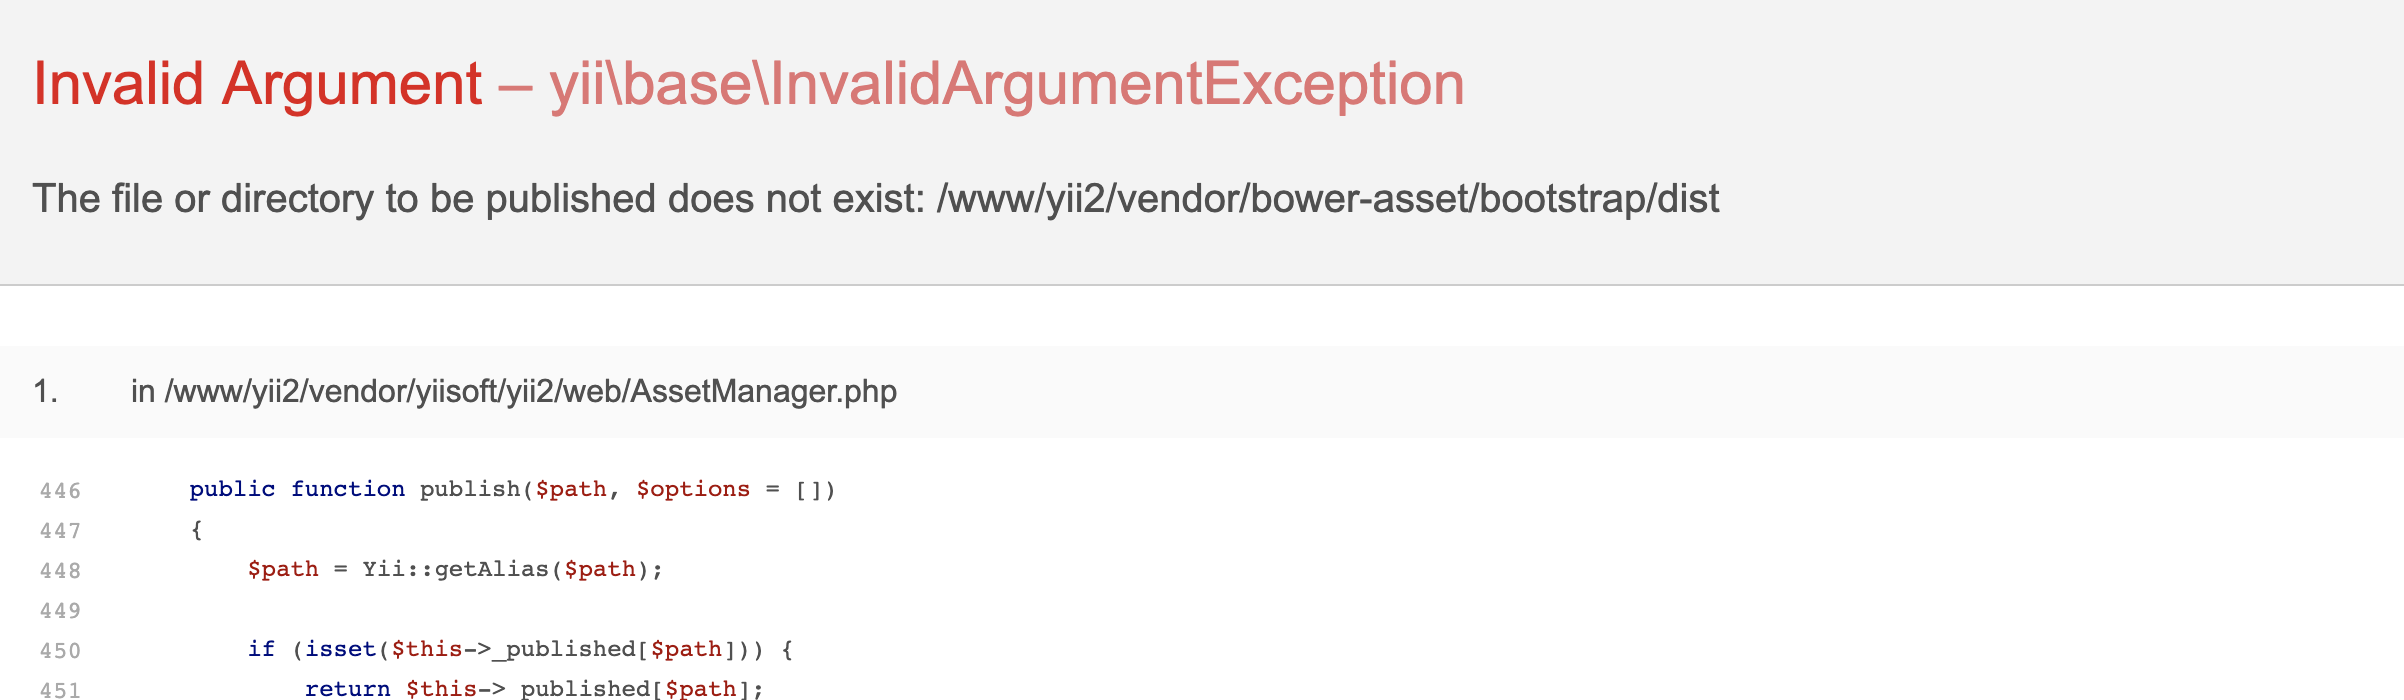 Invalid Argument – yii\base\InvalidArgumentException
The file or directory to be published does not exist: /www/yii2/vendor/bower-asset/bootstrap/dist
1. in /www/yii2/vendor/yiisoft/yii2/web/AssetManager.php
446 public function publish($path, $options = [])
447 {
448 $path = Yii::getAlias($path);
449
450 if (isset($this->_published[$path])) {
451 return $this->_published[$path];